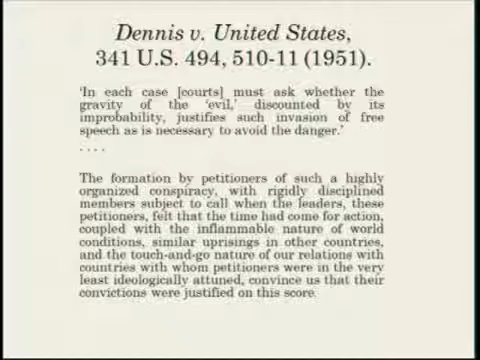 Dennis v. United States,
341 U.S. 494, 510-11 (1951).
‘In each case [courts] must ask whether the
gravity of the ‘evil,’ discounted by its
improbability, justifies such invasion of free
speech as is necessary to avoid the danger.’
. . . .
The formation by petitioners of such a highly
organized conspiracy, with rigidly disciplined
members subject to call when the leaders, these
petitioners, felt that the time had come for action,
coupled with the inflammable nature of world
conditions, similar uprisings in other countries,
and the touch-and-go nature of our relations with
countries with whom petitioners were in the very
least ideologically attuned, convince us that their
convictions were justified on this score.